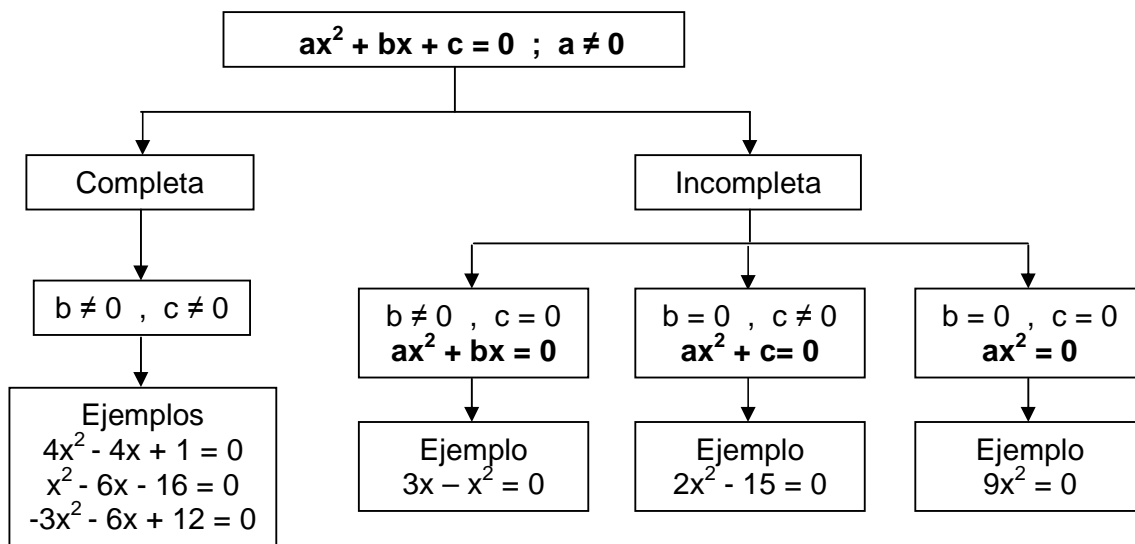 ax² + bx + c = 0 ; a ≠ 0
Completa
Incompleta
b ≠ 0 , c ≠ 0
b ≠ 0 , c = 0
ax² + bx = 0
b = 0 , c ≠ 0
ax² + c= 0
b = 0 , c = 0
ax² = 0
Ejemplos
4x² - 4x + 1 = 0
x² - 6x - 16 = 0
-3x² - 6x + 12 = 0
Ejemplo
3x – x² = 0
Ejemplo
2x² - 15 = 0
Ejemplo
9x² = 0